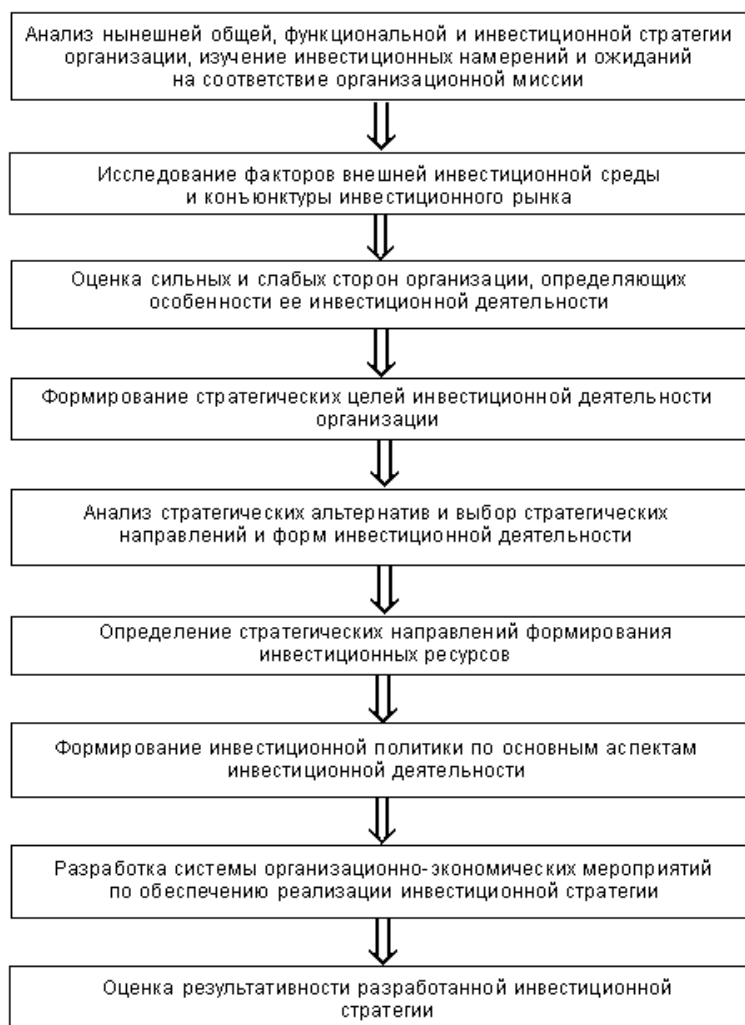 Анализ нынешней общей, функциональной и инвестиционной стратегии
организации, изучение инвестиционных намерений и ожиданий
на соответствие организационной миссии
Исследование факторов внешней инвестиционной среды
и конъюнктуры инвестиционного рынка
Оценка сильных и слабых сторон организации, определяющих
особенности ее инвестиционной деятельности
Формирование стратегических целей инвестиционной деятельности
организации
Анализ стратегических альтернатив и выбор стратегических
направлений и форм инвестиционной деятельности
Определение стратегических направлений формирования
инвестиционных ресурсов
Формирование инвестиционной политики по основным аспектам
инвестиционной деятельности
Разработка системы организационно-экономических мероприятий
по обеспечению реализации инвестиционной стратегии
Оценка результативности разработанной инвестиционной
стратегии